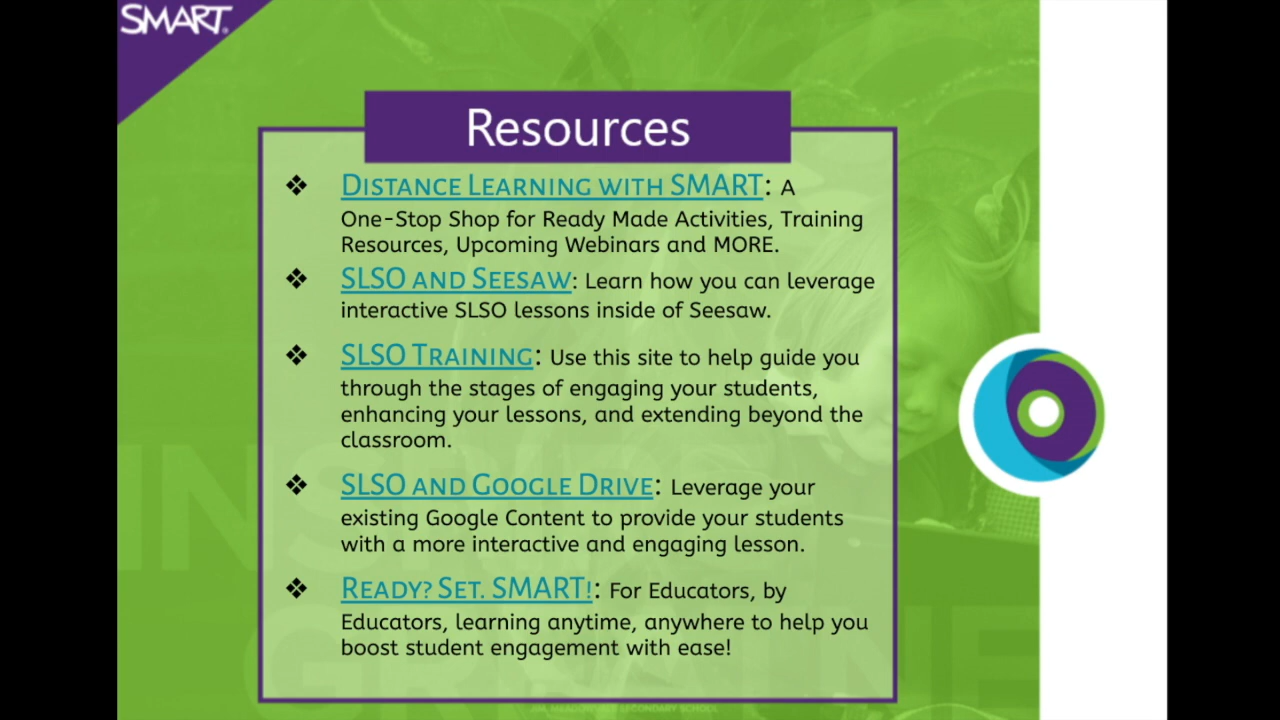 SMART
Resources
❖ DISTANCE LEARNING WITH SMART: A
One-Stop Shop for Ready Made Activities, Training
Resources, Upcoming Webinars and MORE.
❖ SLSO AND SEESAW: Learn how you can leverage
interactive SLSO lessons inside of Seesaw.
❖ SLSO TRAINING: Use this site to help guide you
through the stages of engaging your students,
enhancing your lessons, and extending beyond the
classroom.
❖ SLSO AND GOOGLE DRIVE: Leverage your
existing Google Content to provide your students
with a more interactive and engaging lesson.
❖ READY? SET. SMART!: For Educators, by
Educators, learning anytime, anywhere to help you
boost student engagement with ease!